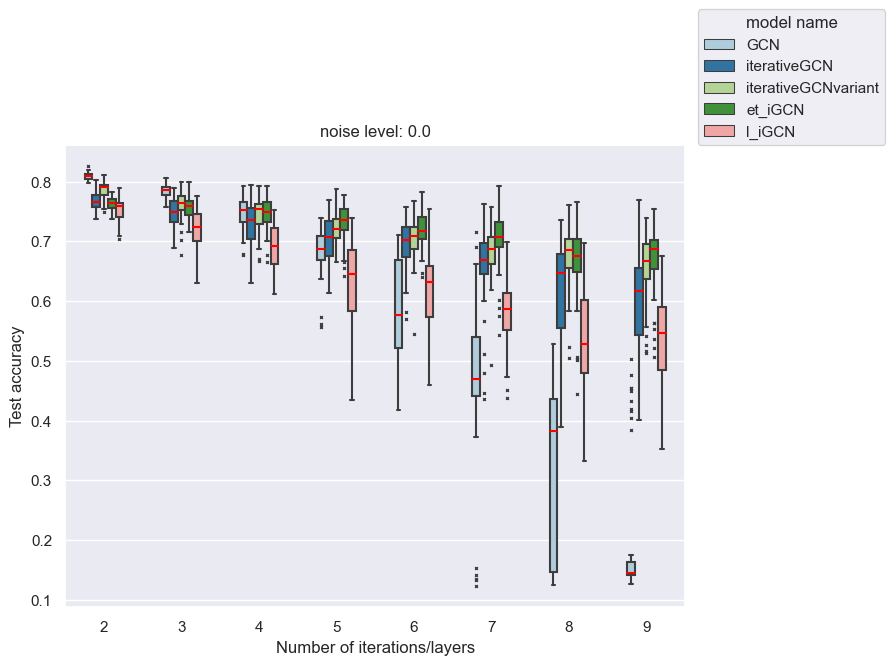 model name
GCN
iterativeGCN
iterativeGCNvariant
et_iGCN
l_iGCN
noise level: 0.0
Test accuracy
0.8
0.7
0.6
0.5
0.4
0.3
0.2
0.1
2 3 4 5 6 7 8 9
Number of iterations/layers